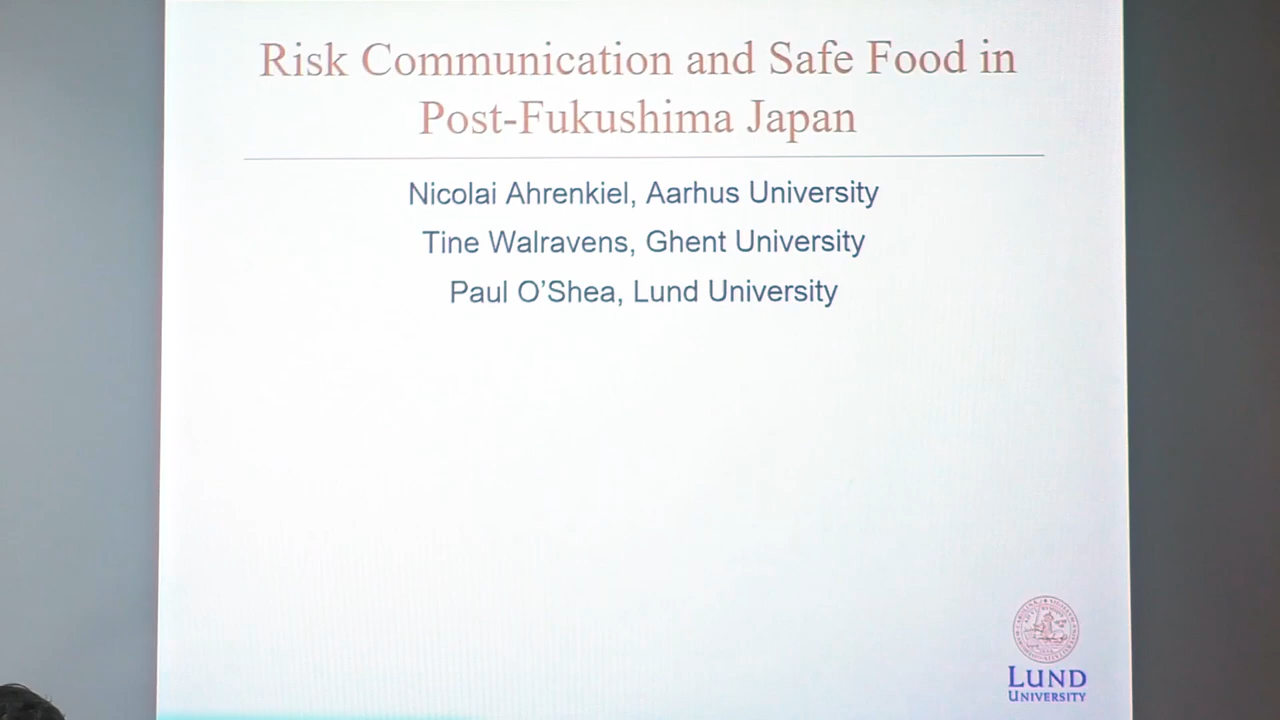 Risk Communication and Safe Food in
Post-Fukushima Japan
Nicolai Ahrenkiel, Aarhus University
Tine Walravens, Ghent University
Paul O’Shea, Lund University
LUND
UNIVERSITY